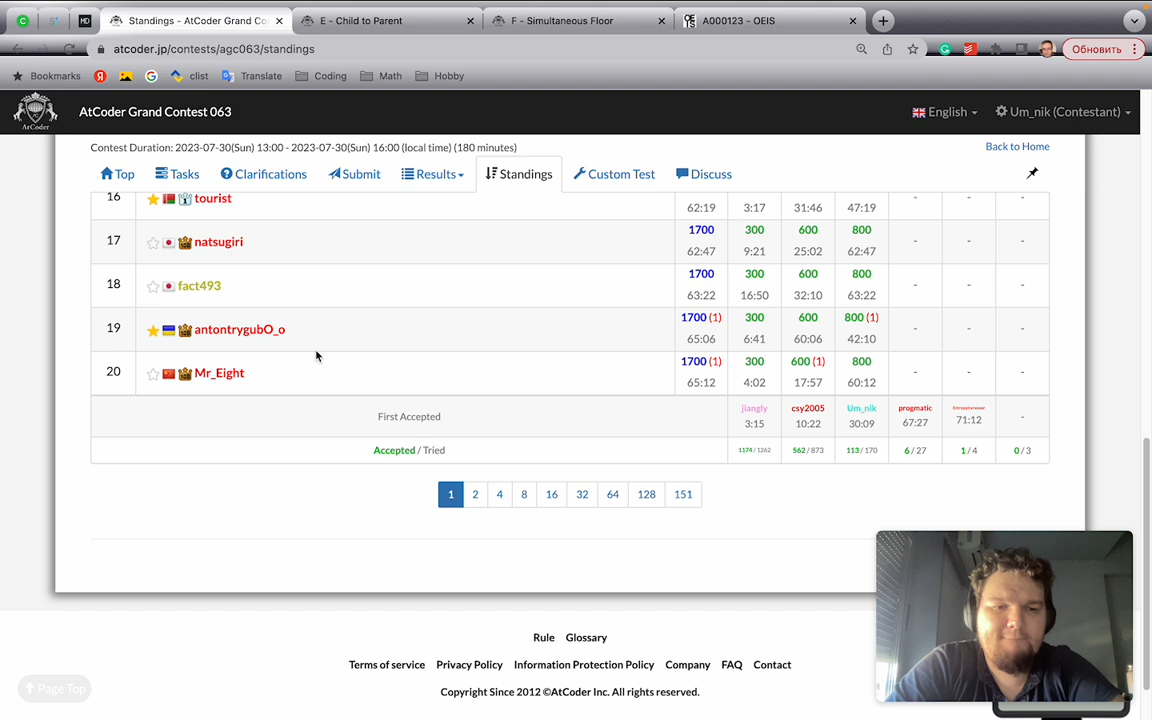 Standings - AtCoder Grand Co
E - Child to Parent
F - Simultaneous Floor
A000123 - OEIS
atcoder.jp/contests/agc063/standings
Обновить
Bookmarks
clist
Translate
Coding
Math
Hobby
AtCoder Grand Contest 063
English
Um_nik (Contestant)
Contest Duration: 2023-07-30(Sun) 13:00 - 2023-07-30(Sun) 16:00 (local time) (180 minutes)
Back to Home
Top
Tasks
Clarifications
Submit
Results
Standings
Custom Test
Discuss
16 tourist - - -
62:19 3:17 31:46 47:19
17 natsugiri 1700 300 600 800 - - -
62:47 9:21 25:02 62:47
18 fact493 1700 300 600 800 - - -
63:22 16:50 32:10 63:22
19 antontrygubO_o 1700 (1) 300 600 800 (1) - - -
65:06 6:41 60:06 42:10
20 Mr_Eight 1700 (1) 300 600 (1) 800 - - -
65:12 4:02 17:57 60:12
First Accepted jiangly csy2005 Um_nik progmatic -
3:15 10:22 30:09 67:27 71:12
Accepted / Tried 1174 / 1262 562 / 873 113 / 170 6 / 27 1 / 4 0 / 3
1 2 4 8 16 32 64 128 151
Rule Glossary
Terms of service Privacy Policy Information Protection Policy Company FAQ Contact
Page Top
Copyright Since 2012 ©AtCoder Inc. All rights reserved.